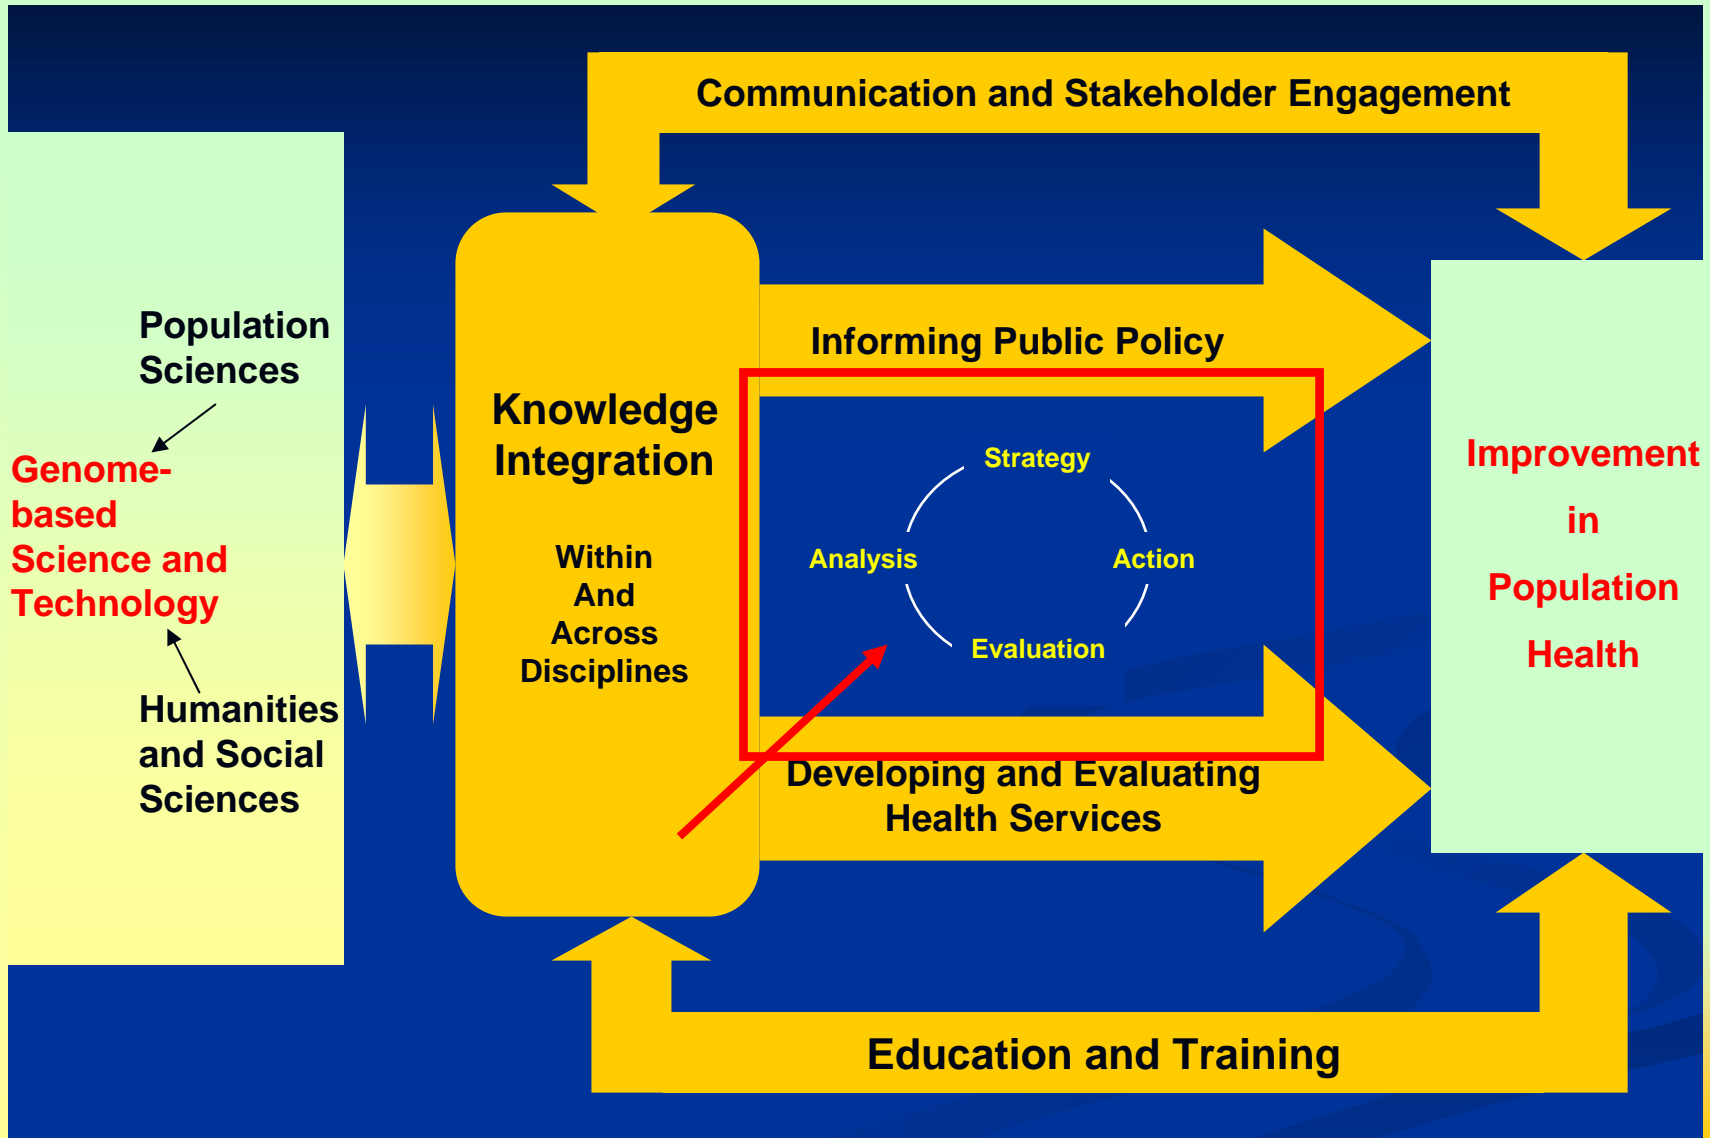 Communication and Stakeholder Engagement
Population
Sciences
Genome-
based
Science and
Technology
Humanities
and Social
Sciences
Knowledge
Integration
Within
And
Across
Disciplines
Informing Public Policy
Strategy
Analysis
Action
Evaluation
Developing and Evaluating
Health Services
Improvement
in
Population
Health
Education and Training